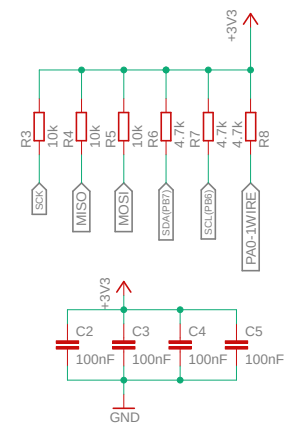 +3V3
R3 10k R4 10k R5 10k R6 4.7k R7 4.7k 4.7k R8
SCK MISO MOSI SDA(PB7) SCL(PB6) PA0-1WIRE
+3V3
C2 C3 C4 C5
100nF 100nF 100nF 100nF
GND